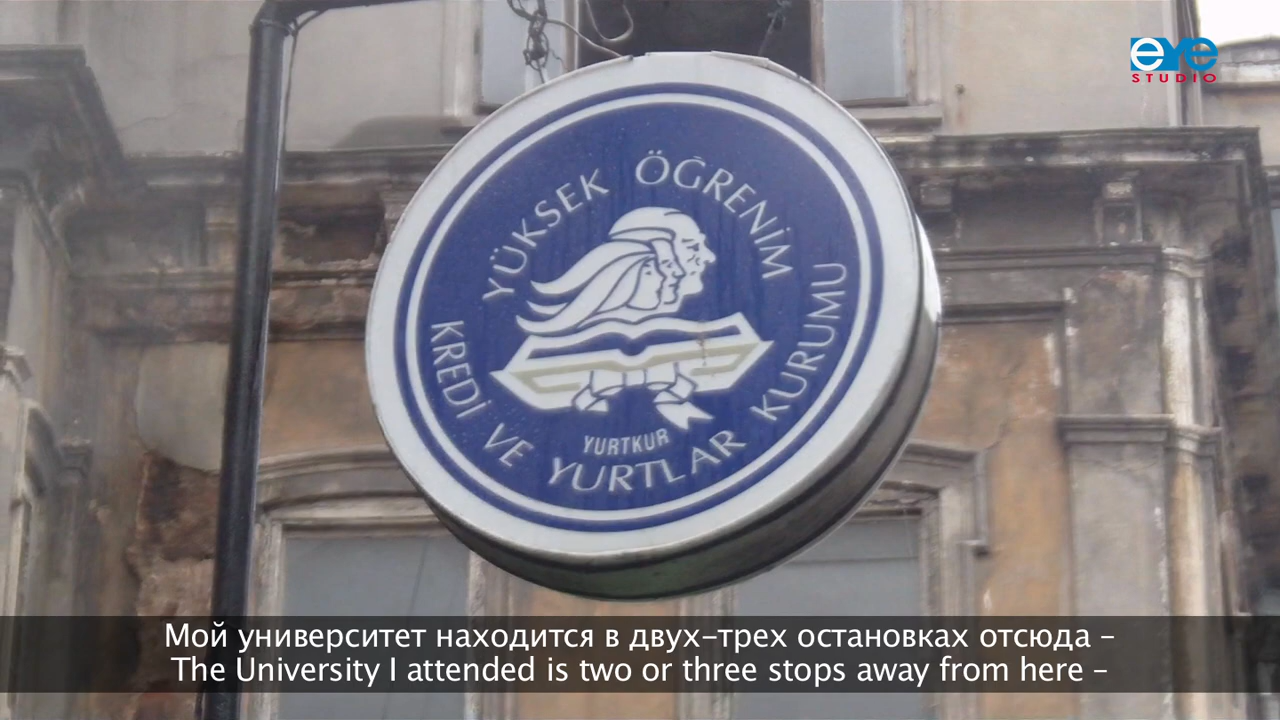 eye
STUDIO
YÜKSEK ÖĞRENİM
KREDİ VE YURTLAR KURUMU
YURTKUR
Мой университет находится в двух-трех остановках отсюда –
The University I attended is two or three stops away from here –